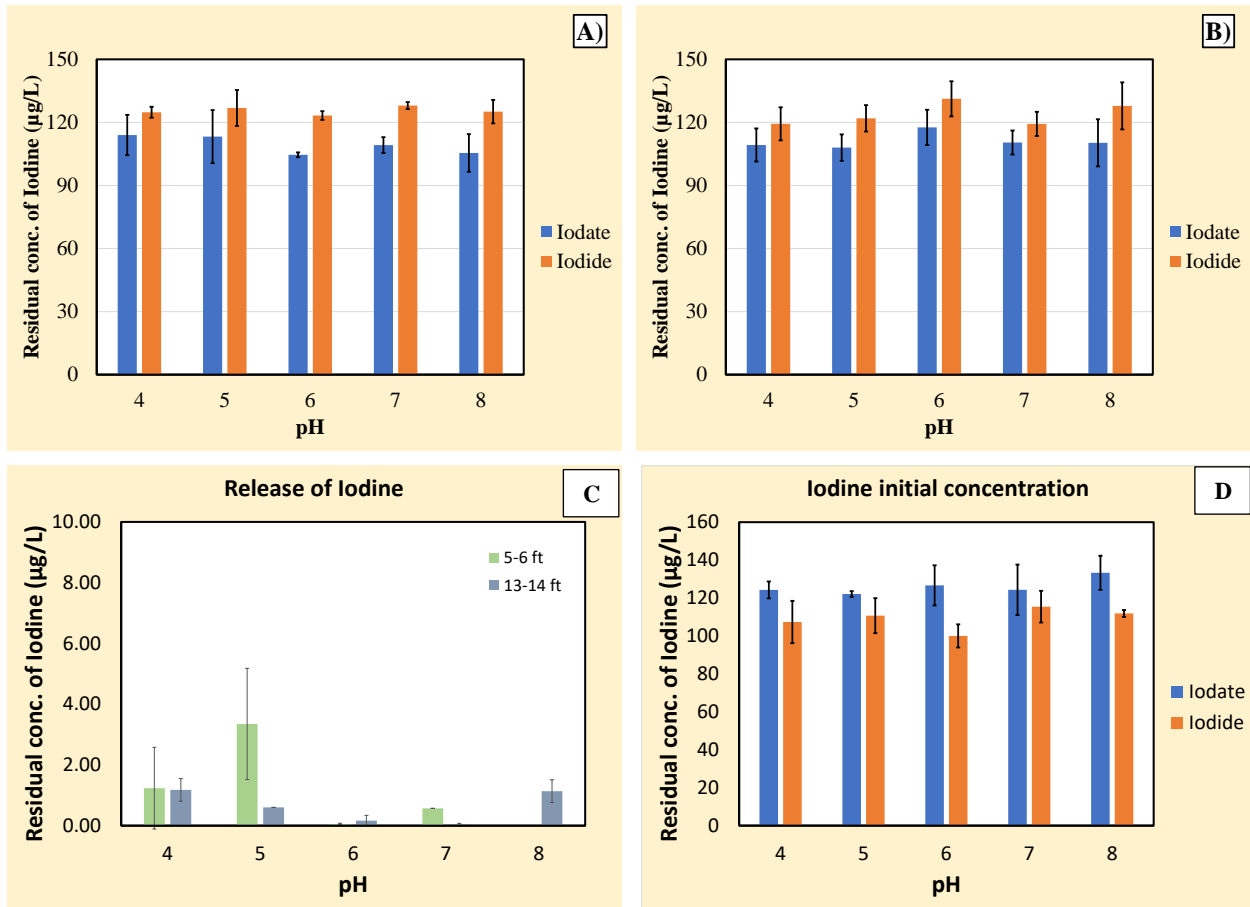 A)
Residual conc. of Iodine (µg/L)
150
120
90
60
30
0
4 5 6 7 8
pH
Iodate
Iodide
B)
Residual conc. of Iodine (µg/L)
150
120
90
60
30
0
4 5 6 7 8
pH
Iodate
Iodide
Release of Iodine
C
Residual conc. of Iodine (µg/L)
10.00
8.00
6.00
4.00
2.00
0.00
4 5 6 7 8
pH
5-6 ft
13-14 ft
Iodine initial concentration
D
Residual conc. of Iodine (µg/L)
160
140
120
100
80
60
40
20
0
4 5 6 7 8
pH
Iodate
Iodide